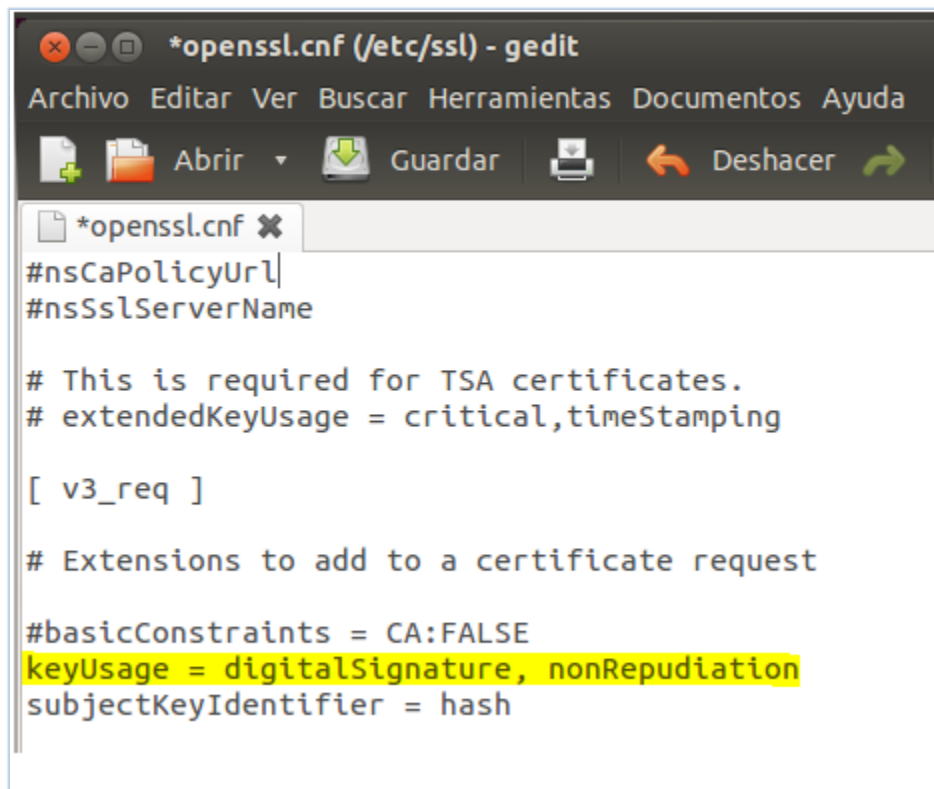 *openssl.cnf (/etc/ssl) - gedit
Archivo Editar Ver Buscar Herramientas Documentos Ayuda
Abrir Guardar Deshacer
*openssl.cnf
#nsCaPolicyUrl
#nsSslServerName
# This is required for TSA certificates.
# extendedKeyUsage = critical,timeStamping
[ v3_req ]
# Extensions to add to a certificate request
#basicConstraints = CA:FALSE
keyUsage = digitalSignature, nonRepudiation
subjectKeyIdentifier = hash